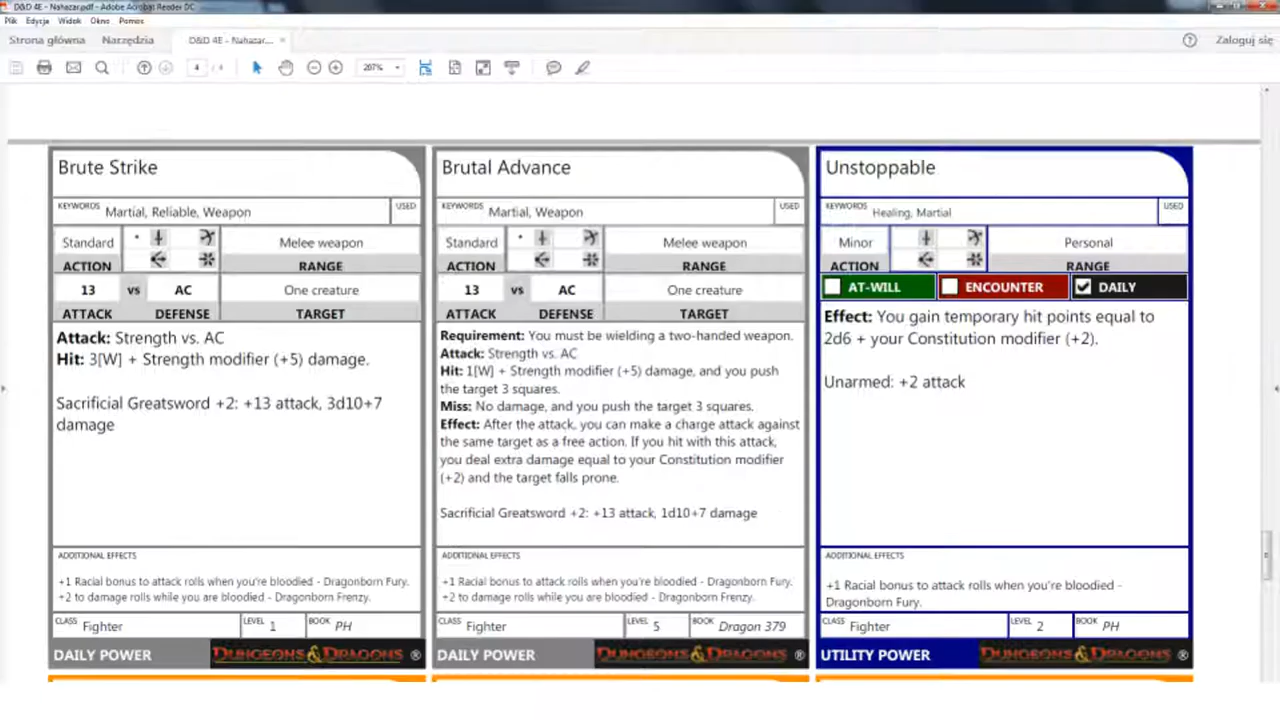 D&D 4E - Nahazar.pdf - Adobe Acrobat Reader DC
Plik Edycja Widok Okno Pomoc
Strona główna Narzędzia D&D 4E - Nahazar... × ? Zaloguj się
4 / 4 207%
Brute Strike
KEYWORDS Martial, Reliable, Weapon USED
Standard Melee weapon
ACTION RANGE
13 vs AC One creature
ATTACK DEFENSE TARGET
Attack: Strength vs. AC
Hit: 3[W] + Strength modifier (+5) damage.
Sacrificial Greatsword +2: +13 attack, 3d10+7
damage
ADDITIONAL EFFECTS
+1 Racial bonus to attack rolls when you're bloodied - Dragonborn Fury.
+2 to damage rolls while you are bloodied - Dragonborn Frenzy.
CLASS Fighter LEVEL 1 BOOK PH
DAILY POWER DUNGEONS & DRAGONS ®
Brutal Advance
KEYWORDS Martial, Weapon USED
Standard Melee weapon
ACTION RANGE
13 vs AC One creature
ATTACK DEFENSE TARGET
Requirement: You must be wielding a two-handed weapon.
Attack: Strength vs. AC
Hit: 1[W] + Strength modifier (+5) damage, and you push
the target 3 squares.
Miss: No damage, and you push the target 3 squares.
Effect: After the attack, you can make a charge attack against
the same target as a free action. If you hit with this attack,
you deal extra damage equal to your Constitution modifier
(+2) and the target falls prone.
Sacrificial Greatsword +2: +13 attack, 1d10+7 damage
ADDITIONAL EFFECTS
+1 Racial bonus to attack rolls when you're bloodied - Dragonborn Fury.
+2 to damage rolls while you are bloodied - Dragonborn Frenzy.
CLASS Fighter LEVEL 5 BOOK Dragon 379
DAILY POWER DUNGEONS & DRAGONS ®
Unstoppable
KEYWORDS Healing, Martial USED
Minor Personal
ACTION RANGE
AT-WILL ENCOUNTER DAILY
Effect: You gain temporary hit points equal to
2d6 + your Constitution modifier (+2).
Unarmed: +2 attack
ADDITIONAL EFFECTS
+1 Racial bonus to attack rolls when you're bloodied -
Dragonborn Fury.
CLASS Fighter LEVEL 2 BOOK PH
UTILITY POWER DUNGEONS & DRAGONS ®